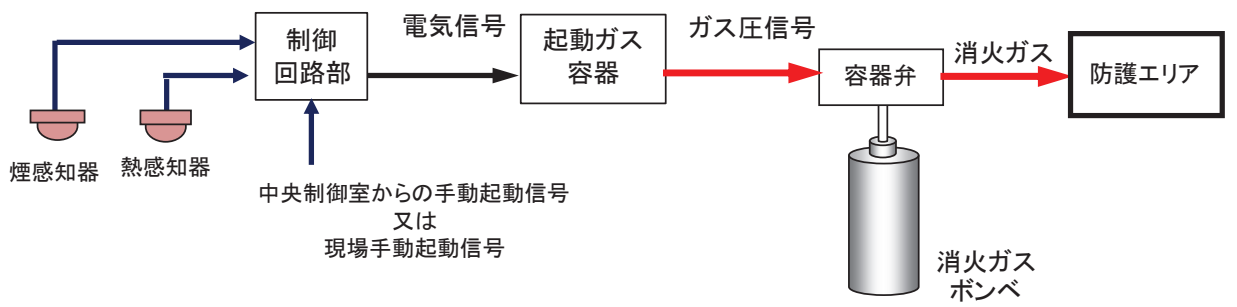 制御
回路部
電気信号
起動ガス
容器
ガス圧信号
容器弁
消火ガス
防護エリア
煙感知器
熱感知器
中央制御室からの手動起動信号
又は
現場手動起動信号
消火ガス
ボンベ